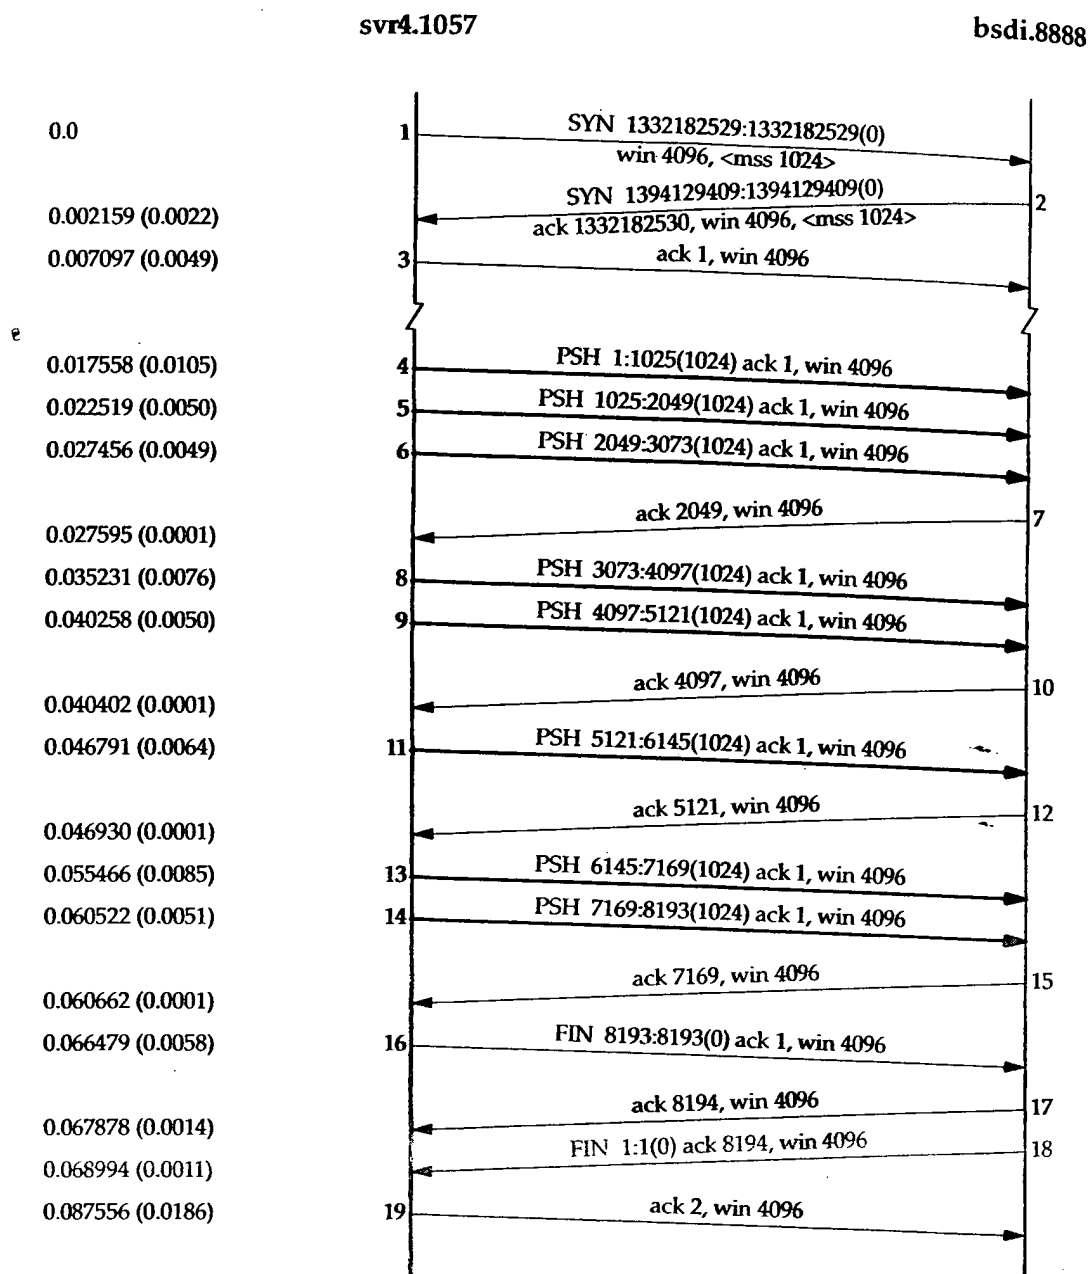 svr4.1057 bsdi.8888
0.0 1 SYN 1332182529:1332182529(0)
win 4096, <mss 1024>
SYN 1394129409:1394129409(0) 2
0.002159 (0.0022) ack 1332182530, win 4096, <mss 1024>
0.007097 (0.0049) 3 ack 1, win 4096
0.017558 (0.0105) 4 PSH 1:1025(1024) ack 1, win 4096
0.022519 (0.0050) 5 PSH 1025:2049(1024) ack 1, win 4096
0.027456 (0.0049) 6 PSH 2049:3073(1024) ack 1, win 4096
ack 2049, win 4096 7
0.027595 (0.0001)
0.035231 (0.0076) 8 PSH 3073:4097(1024) ack 1, win 4096
0.040258 (0.0050) 9 PSH 4097:5121(1024) ack 1, win 4096
ack 4097, win 4096 10
0.040402 (0.0001)
0.046791 (0.0064) 11 PSH 5121:6145(1024) ack 1, win 4096
ack 5121, win 4096 12
0.046930 (0.0001)
0.055466 (0.0085) 13 PSH 6145:7169(1024) ack 1, win 4096
0.060522 (0.0051) 14 PSH 7169:8193(1024) ack 1, win 4096
ack 7169, win 4096 15
0.060662 (0.0001)
0.066479 (0.0058) 16 FIN 8193:8193(0) ack 1, win 4096
ack 8194, win 4096 17
0.067878 (0.0014)
FIN 1:1(0) ack 8194, win 4096 18
0.068994 (0.0011)
0.087556 (0.0186) 19 ack 2, win 4096